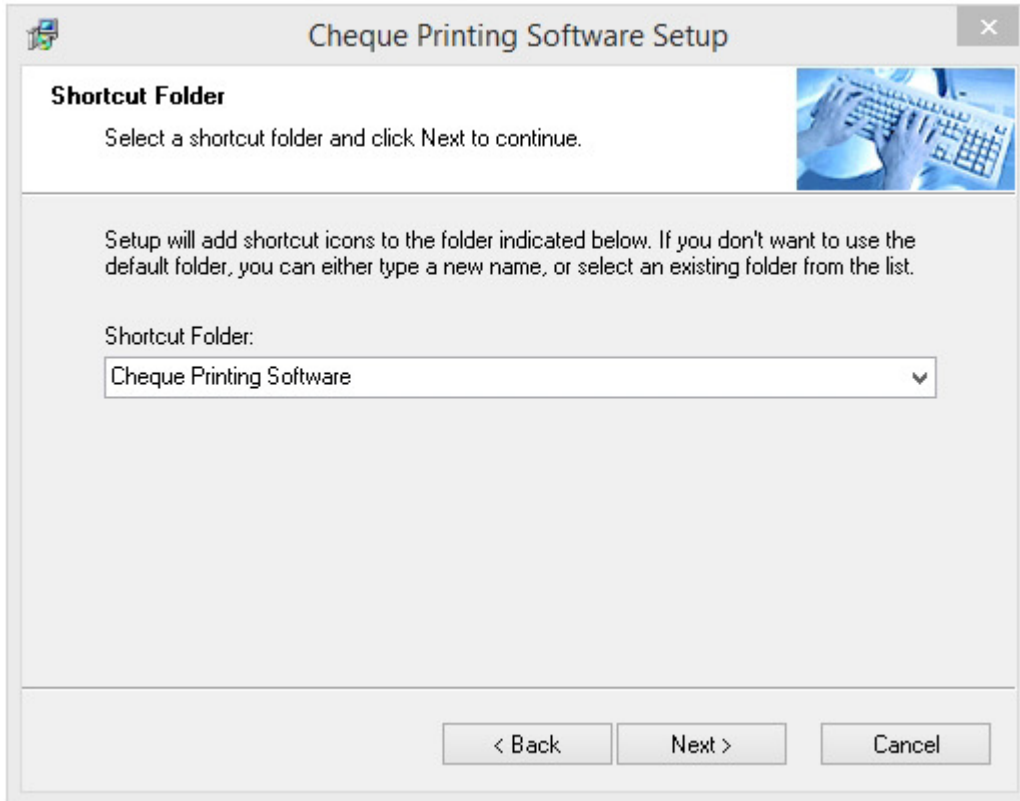 Cheque Printing Software Setup
Shortcut Folder
Select a shortcut folder and click Next to continue.
Setup will add shortcut icons to the folder indicated below. If you don't want to use the
default folder, you can either type a new name, or select an existing folder from the list.
Shortcut Folder:
Cheque Printing Software
< Back Next > Cancel